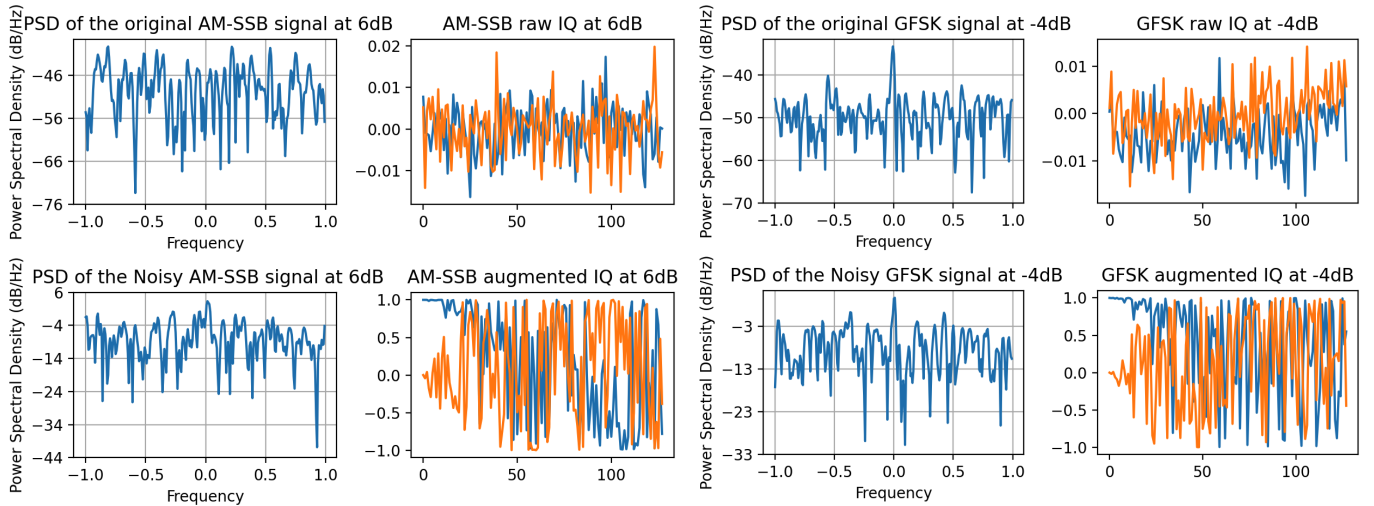 PSD of the original AM-SSB signal at 6dB
Power Spectral Density (dB/Hz)
−46
−56
−66
−76
−1.0 −0.5 0.0 0.5 1.0
Frequency
AM-SSB raw IQ at 6dB
0.02
0.01
0.00
−0.01
0 50 100
PSD of the original GFSK signal at -4dB
Power Spectral Density (dB/Hz)
−40
−50
−60
−70
−1.0 −0.5 0.0 0.5 1.0
Frequency
GFSK raw IQ at -4dB
0.01
0.00
−0.01
0 50 100
PSD of the Noisy AM-SSB signal at 6dB
Power Spectral Density (dB/Hz)
6
−4
−14
−24
−34
−44
−1.0 −0.5 0.0 0.5 1.0
Frequency
AM-SSB augmented IQ at 6dB
1.0
0.5
0.0
−0.5
−1.0
0 50 100
PSD of the Noisy GFSK signal at -4dB
Power Spectral Density (dB/Hz)
−3
−13
−23
−33
−1.0 −0.5 0.0 0.5 1.0
Frequency
GFSK augmented IQ at -4dB
1.0
0.5
0.0
−0.5
−1.0
0 50 100